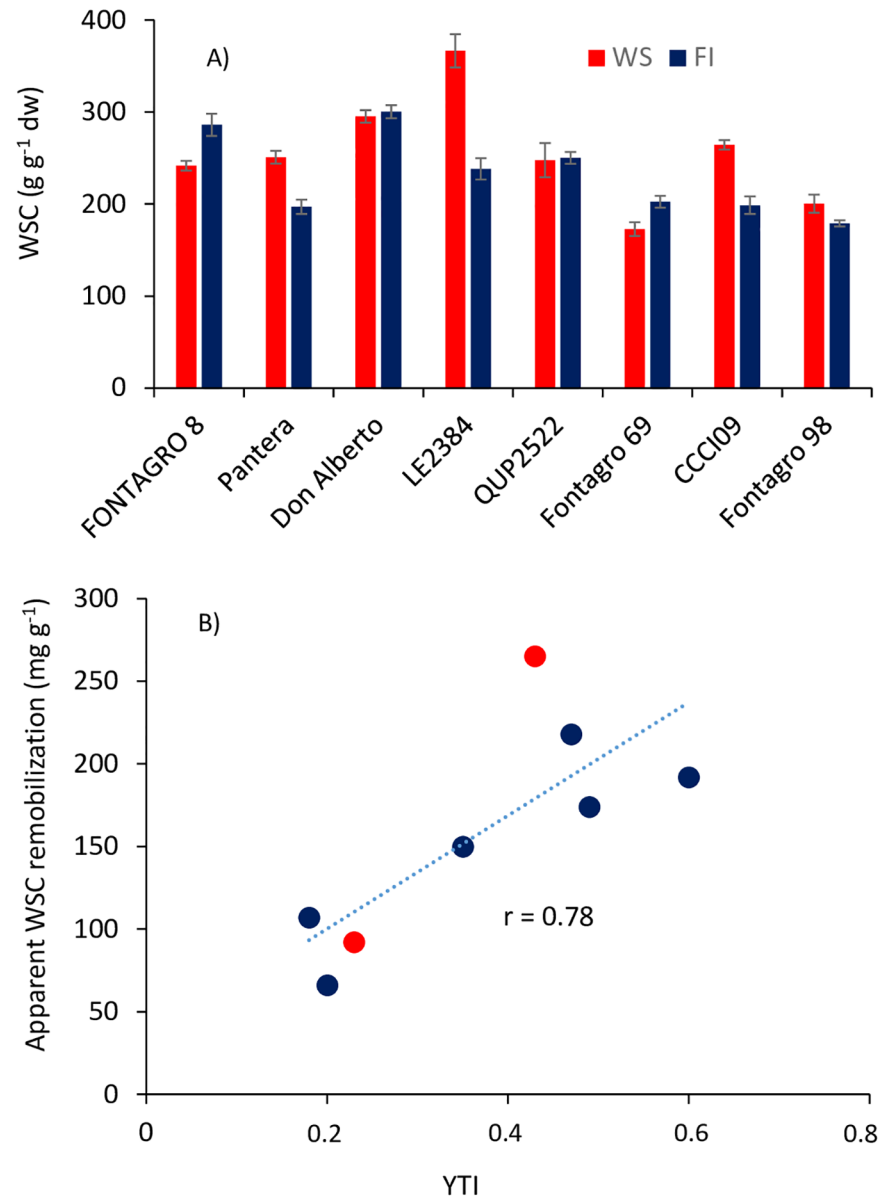 A)
WS FI
WSC (g g⁻¹ dw)
400
300
200
100
0
FONTAGRO 8
Pantera
Don Alberto
LE2384
QUP2522
Fontagro 69
CCCI09
Fontagro 98
B)
Apparent WSC remobilization (mg g⁻¹)
300
250
200
150
100
50
0
r = 0.78
0 0.2 0.4 0.6 0.8
YTI